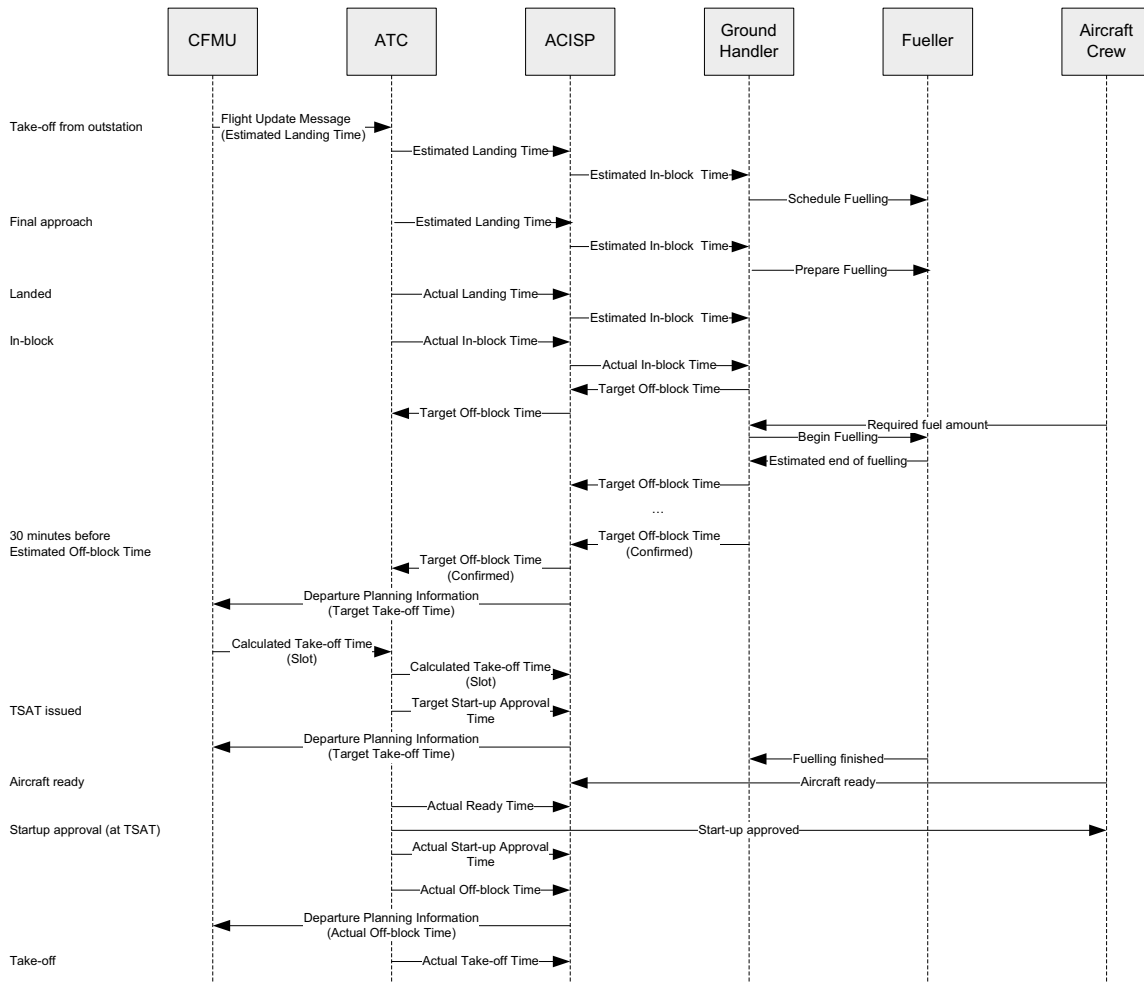 CFMU
ATC
ACISP
Ground
Handler
Fueller
Aircraft
Crew
Take-off from outstation
Flight Update Message
(Estimated Landing Time)
Estimated Landing Time
Estimated In-block Time
Schedule Fuelling
Final approach
Estimated Landing Time
Estimated In-block Time
Prepare Fuelling
Landed
Actual Landing Time
Estimated In-block Time
In-block
Actual In-block Time
Actual In-block Time
Target Off-block Time
Target Off-block Time
Required fuel amount
Begin Fuelling
Estimated end of fuelling
Target Off-block Time
...
30 minutes before
Estimated Off-block Time
Target Off-block Time
(Confirmed)
Target Off-block Time
(Confirmed)
Departure Planning Information
(Target Take-off Time)
Calculated Take-off Time
(Slot)
Calculated Take-off Time
(Slot)
TSAT issued
Target Start-up Approval
Time
Departure Planning Information
(Target Take-off Time)
Fuelling finished
Aircraft ready
Aircraft ready
Actual Ready Time
Startup approval (at TSAT)
Start-up approved
Actual Start-up Approval
Time
Actual Off-block Time
Departure Planning Information
(Actual Off-block Time)
Take-off
Actual Take-off Time